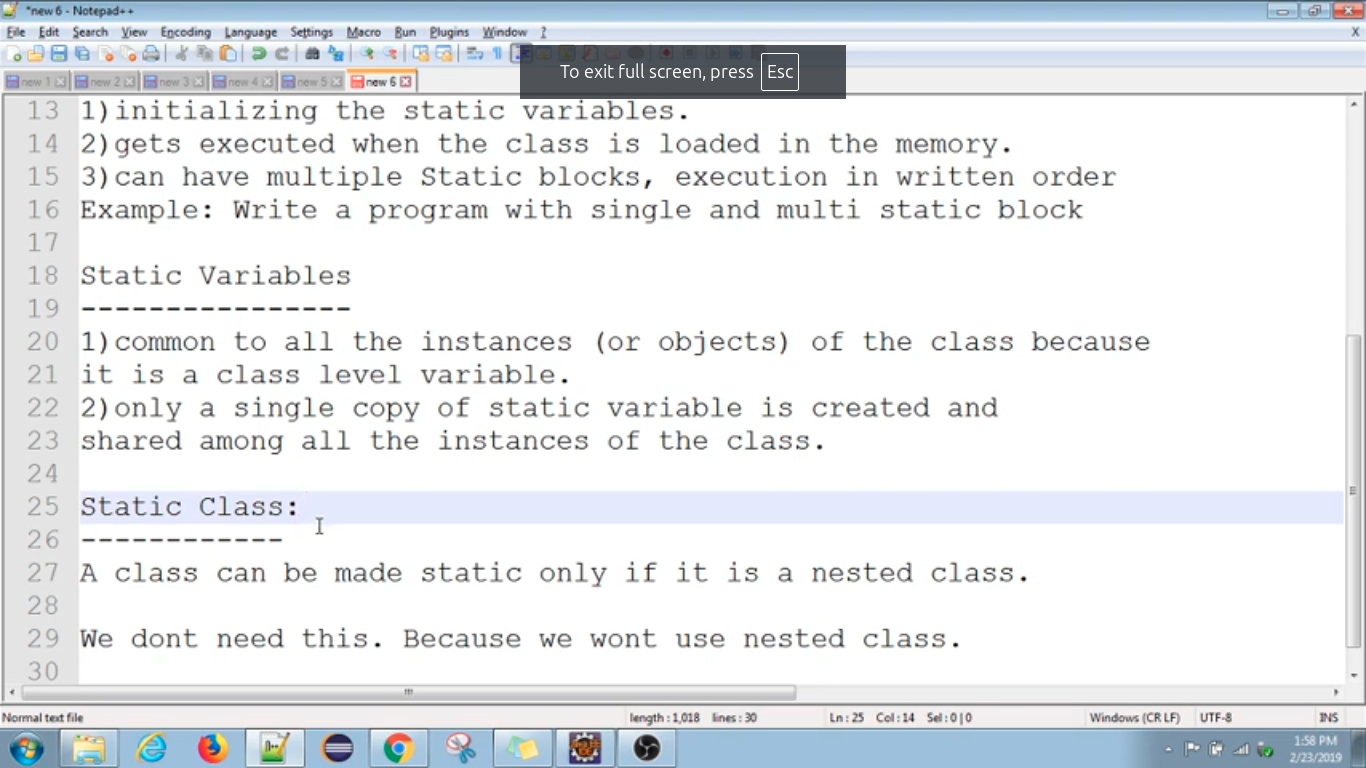 *new 6 - Notepad++
File Edit Search View Encoding Language Settings Macro Run Plugins Window ? X
To exit full screen, press Esc
new 1 new 2 new 3 new 4 new 5 new 6
13 1)initializing the static variables.
14 2)gets executed when the class is loaded in the memory.
15 3)can have multiple Static blocks, execution in written order
16 Example: Write a program with single and multi static block
17
18 Static Variables
19 ----------------
20 1)common to all the instances (or objects) of the class because
21 it is a class level variable.
22 2)only a single copy of static variable is created and
23 shared among all the instances of the class.
24
25 Static Class:
26 ------------
27 A class can be made static only if it is a nested class.
28
29 We dont need this. Because we wont use nested class.
30
Normal text file length : 1,018 lines : 30 Ln : 25 Col : 14 Sel : 0 | 0 Windows (CR LF) UTF-8 INS
1:58 PM
2/23/2019